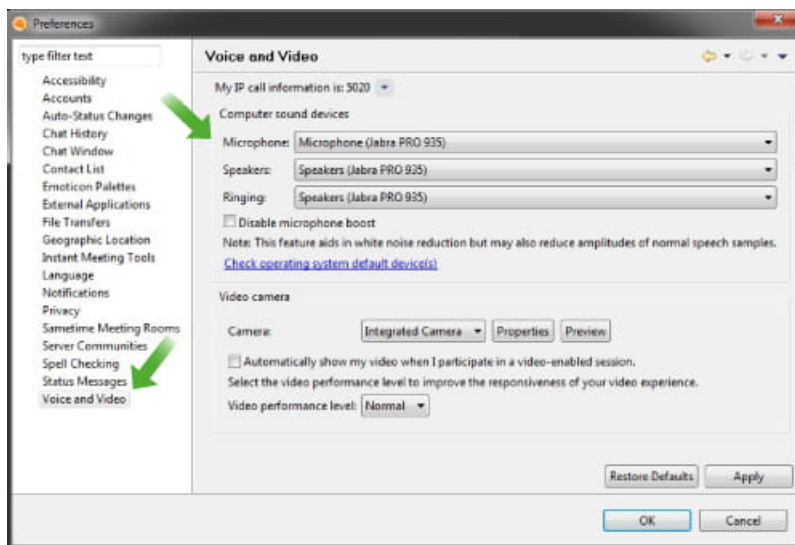 Preferences
type filter text
Accessibility
Accounts
Auto-Status Changes
Chat History
Chat Window
Contact List
Emoticon Palettes
External Applications
File Transfers
Geographic Location
Instant Meeting Tools
Language
Notifications
Privacy
Sametime Meeting Rooms
Server Communities
Spell Checking
Status Messages
Voice and Video
Voice and Video
My IP call information is: 5020
Computer sound devices
Microphone: Microphone (Jabra PRO 935)
Speakers: Speakers (Jabra PRO 935)
Ringing: Speakers (Jabra PRO 935)
Disable microphone boost
Note: This feature aids in white noise reduction but may also reduce amplitudes of normal speech samples.
Check operating system default device(s)
Video camera
Camera: Integrated Camera Properties Preview
Automatically show my video when I participate in a video-enabled session.
Select the video performance level to improve the responsiveness of your video experience.
Video performance level: Normal
Restore Defaults Apply
OK Cancel